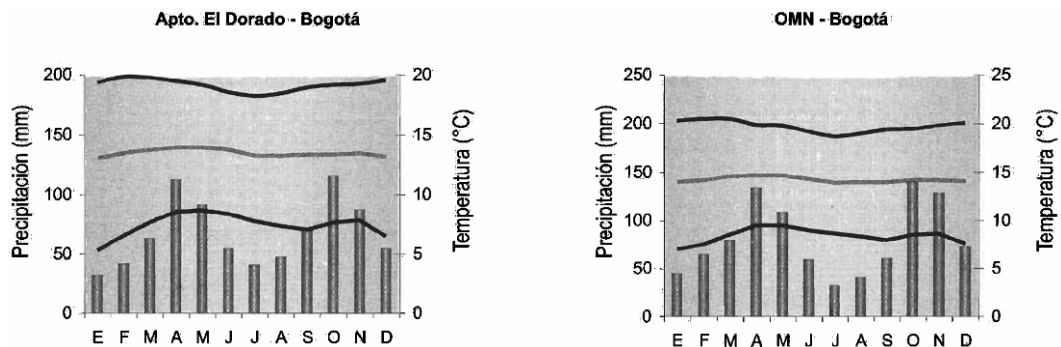 Apto. El Dorado - Bogotá
Precipitación (mm)
200
150
100
50
0
20
15
10
5
0
Temperatura (°C)
E F M A M J J A S O N D
OMN - Bogotá
Precipitación (mm)
250
200
150
100
50
0
25
20
15
10
5
0
Temperatura (°C)
E F M A M J J A S O N D